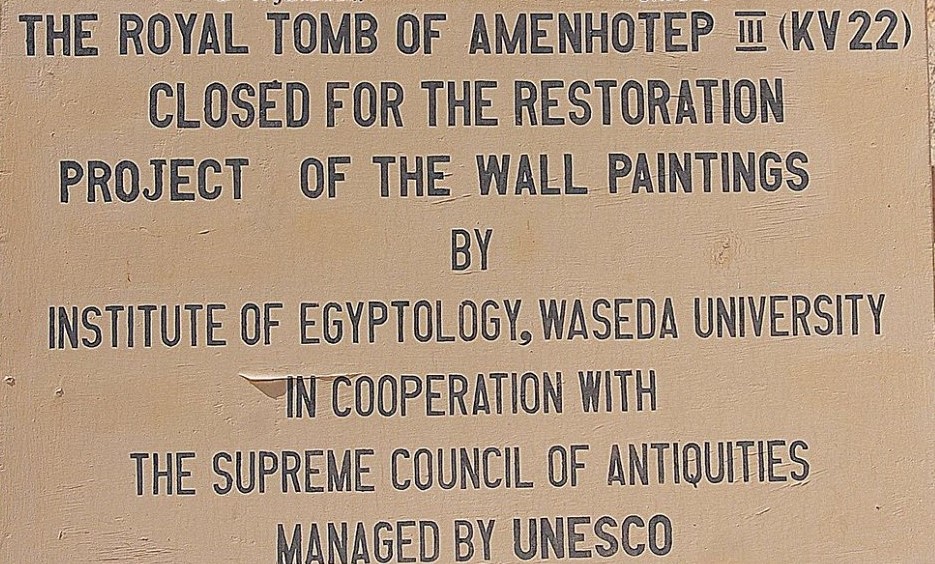 THE ROYAL TOMB OF AMENHOTEP III (KV22)
CLOSED FOR THE RESTORATION
PROJECT OF THE WALL PAINTINGS
BY
INSTITUTE OF EGYPTOLOGY, WASEDA UNIVERSITY
IN COOPERATION WITH
THE SUPREME COUNCIL OF ANTIQUITIES
MANAGED BY UNESCO